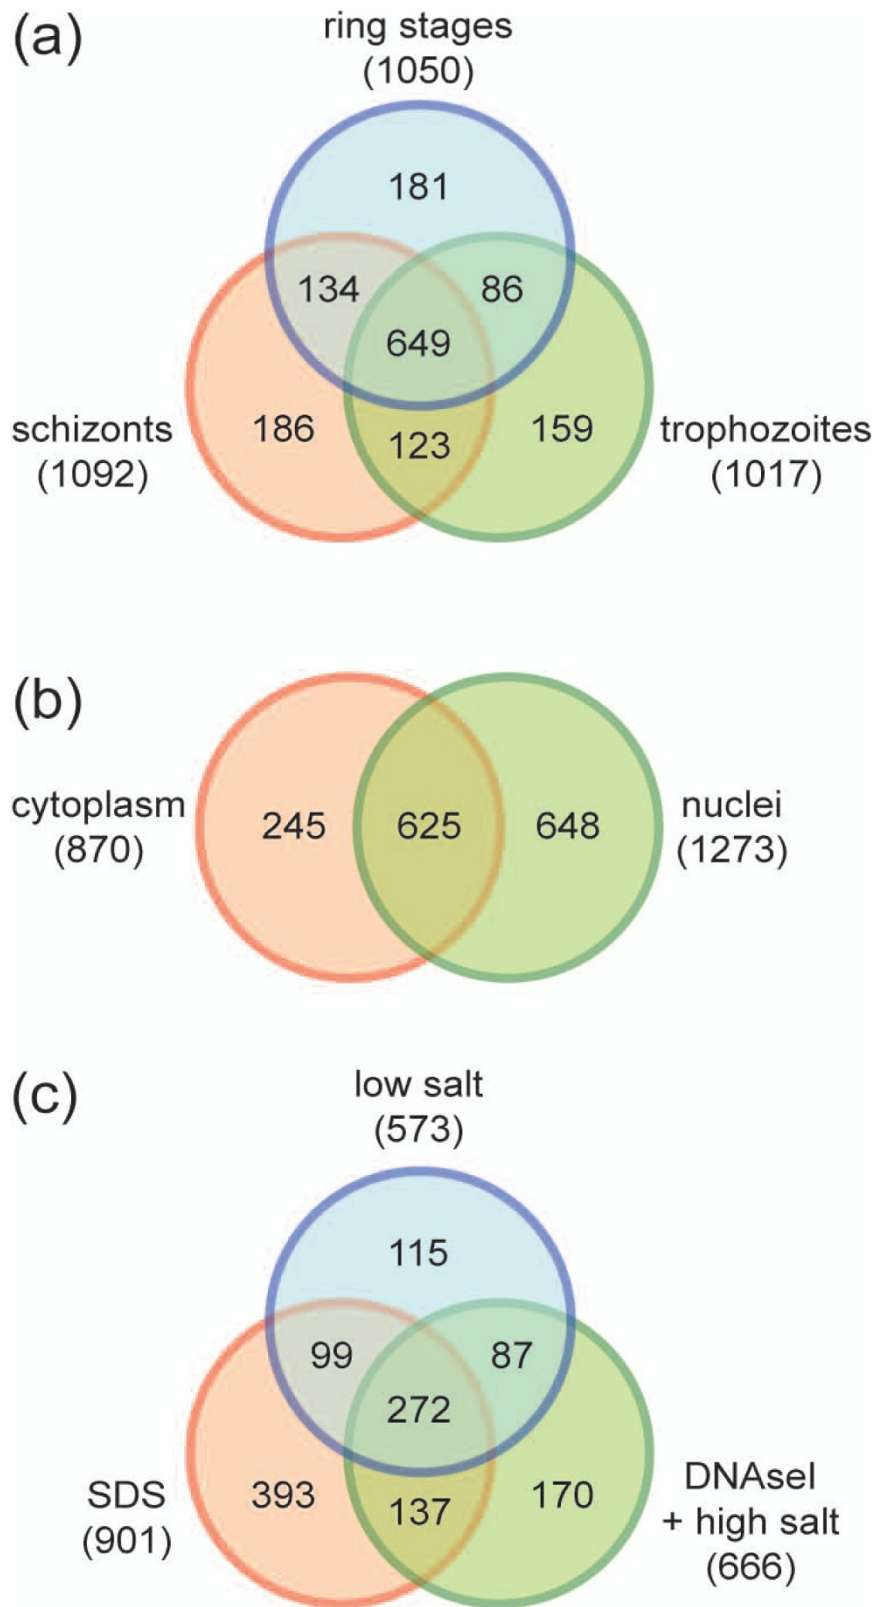 (a)
ring stages
(1050)
181
134
86
649
schizonts
(1092)
186
123
159
trophozoites
(1017)
(b)
cytoplasm
(870)
245
625
648
nuclei
(1273)
(c)
low salt
(573)
115
99
87
272
SDS
(901)
393
137
170
DNAseI
+ high salt
(666)